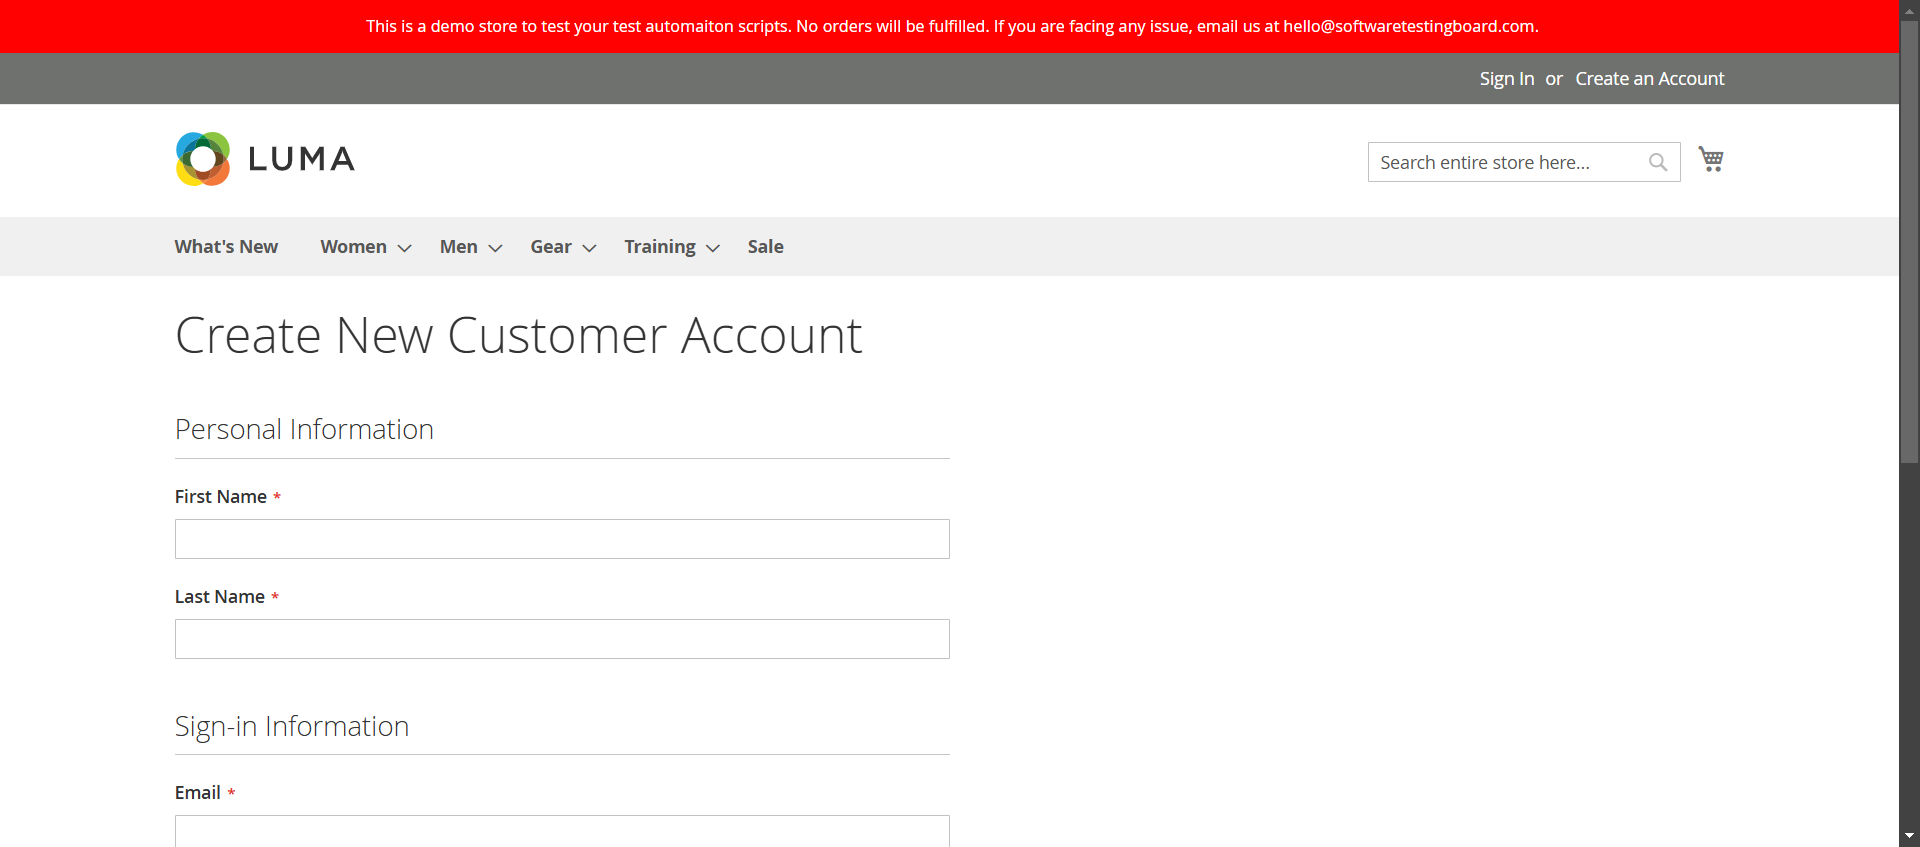 This is a demo store to test your test automaiton scripts. No orders will be fulfilled. If you are facing any issue, email us at hello@softwaretestingboard.com.
Sign In or Create an Account
LUMA
Search entire store here...
What's New Women Men Gear Training Sale
Create New Customer Account
Personal Information
First Name *
Last Name *
Sign-in Information
Email *